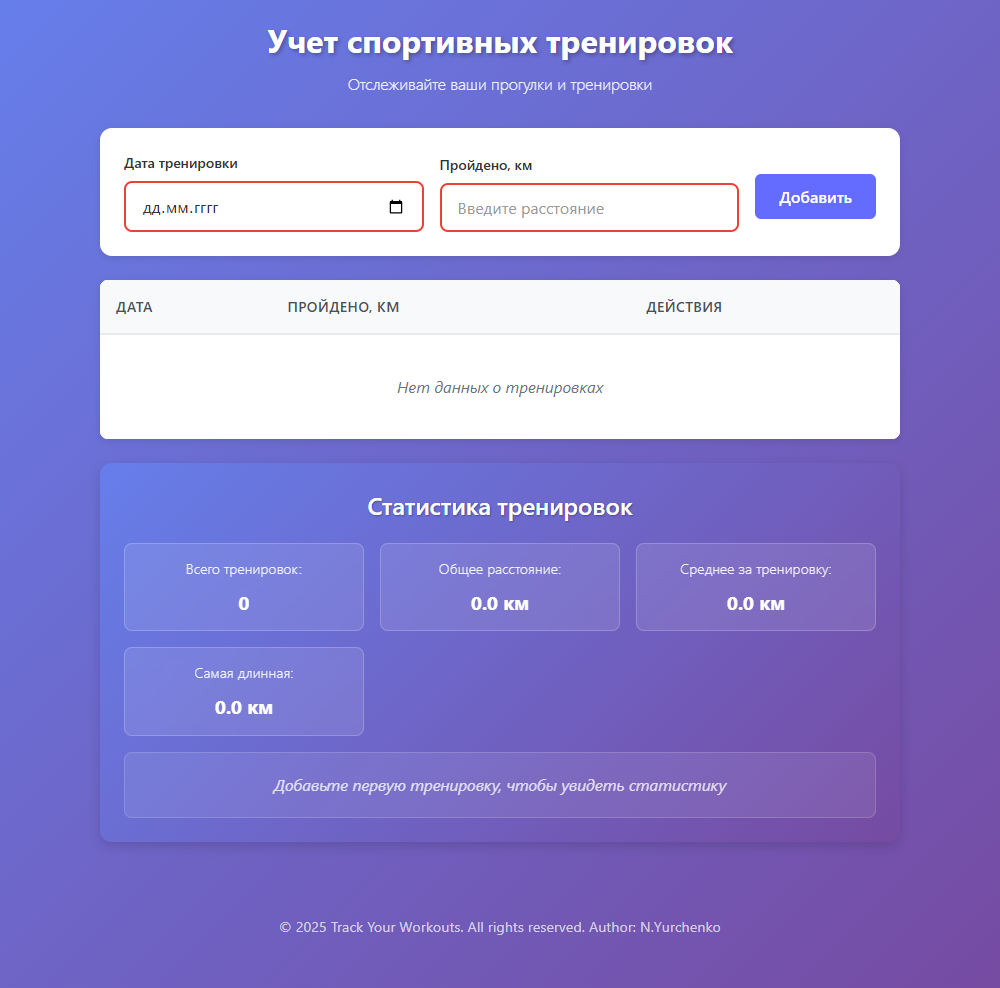 Учет спортивных тренировок
Отслеживайте ваши прогулки и тренировки
Дата тренировки
Пройдено, км
дд.мм.гггг
Введите расстояние
Добавить
ДАТА
ПРОЙДЕНО, КМ
ДЕЙСТВИЯ
Нет данных о тренировках
Статистика тренировок
Всего тренировок:
0
Общее расстояние:
0.0 км
Среднее за тренировку:
0.0 км
Самая длинная:
0.0 км
Добавьте первую тренировку, чтобы увидеть статистику
© 2025 Track Your Workouts. All rights reserved. Author: N.Yurchenko